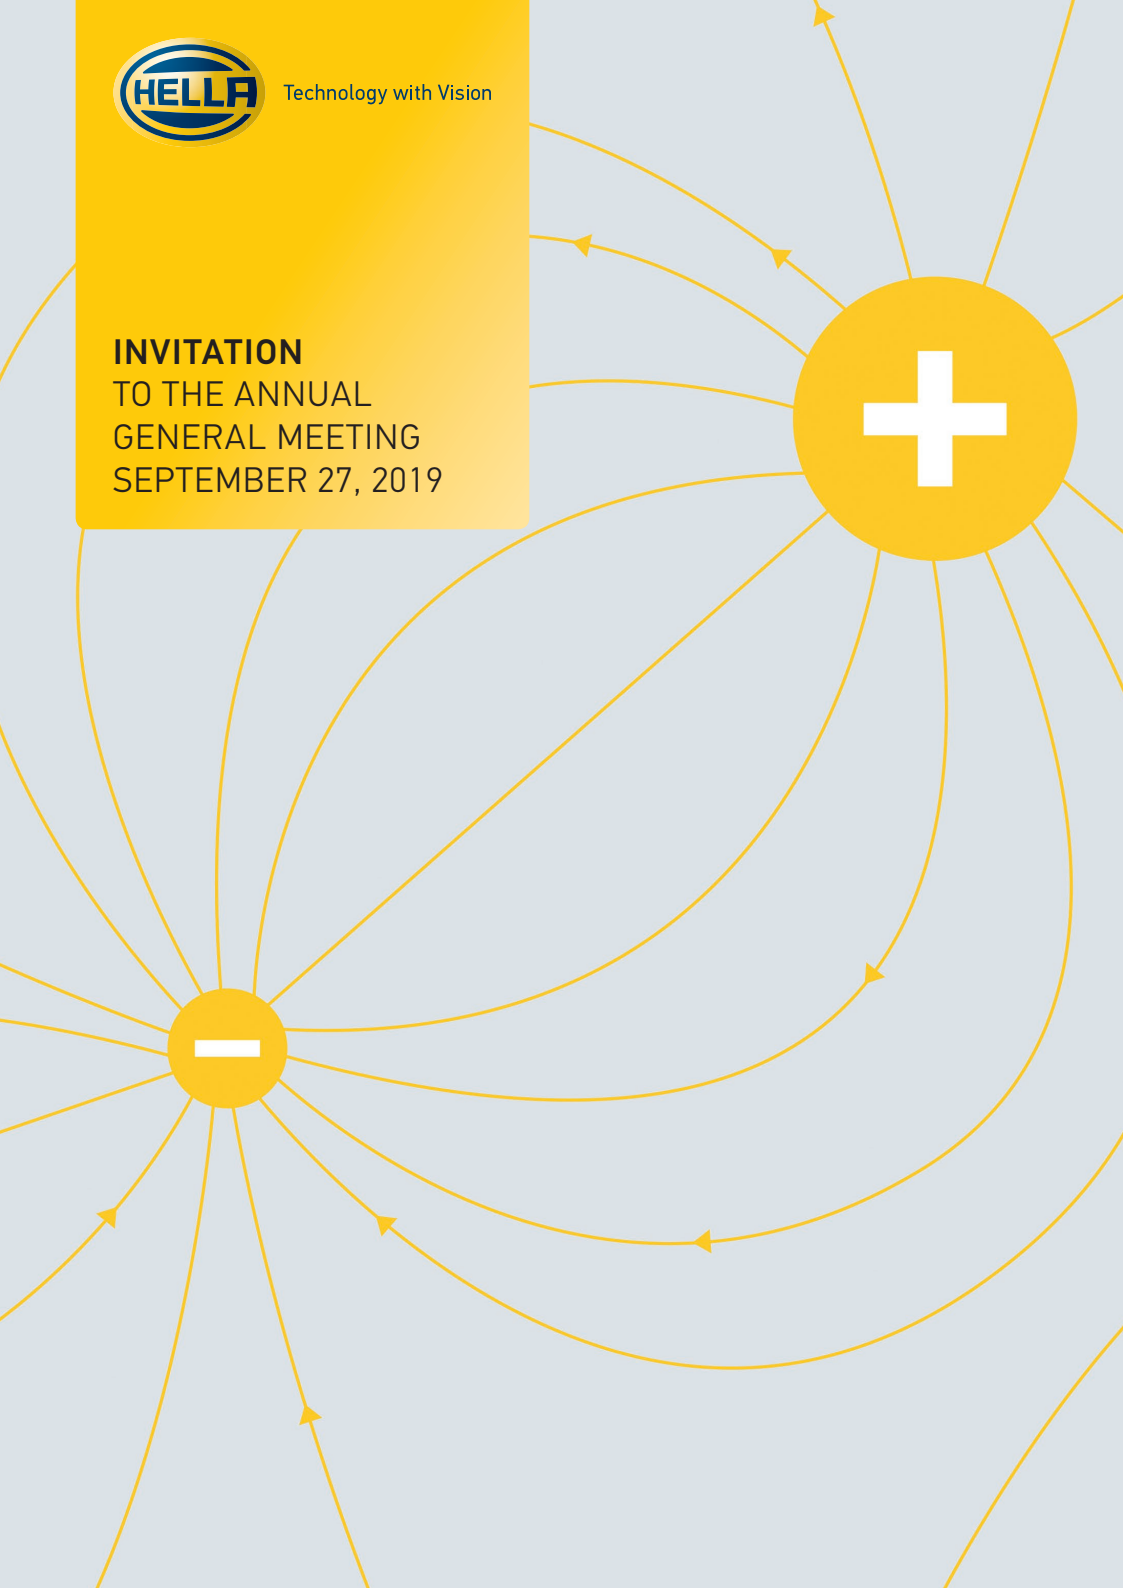 HELLA
Technology with Vision
INVITATION
TO THE ANNUAL
GENERAL MEETING
SEPTEMBER 27, 2019
+
−